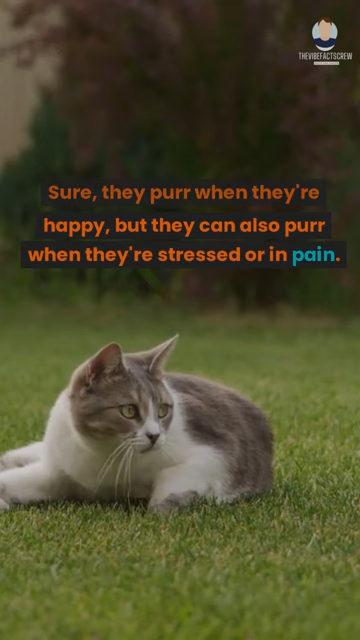 THEVIBEFACTSCREW
Sure, they purr when they're
happy, but they can also purr
when they're stressed or in pain.